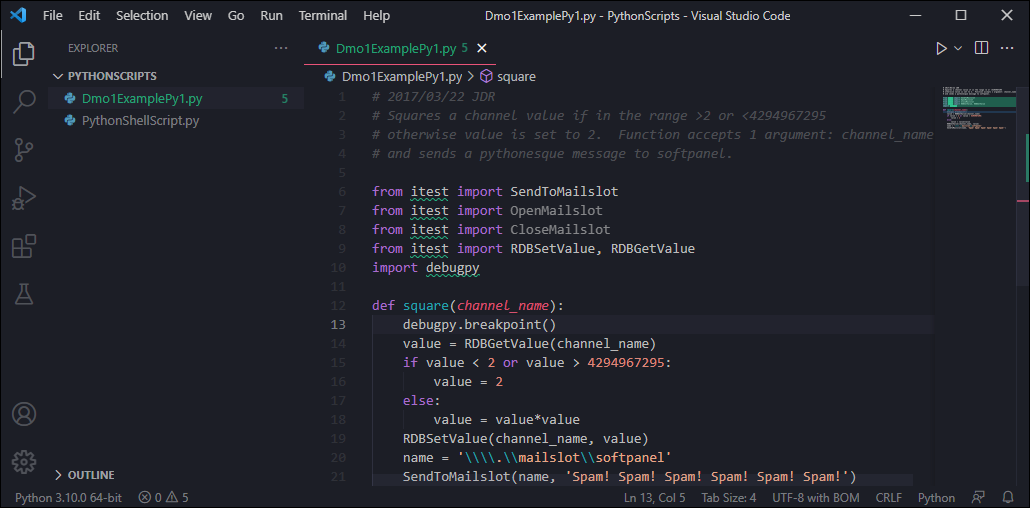 File Edit Selection View Go Run Terminal Help Dmo1ExamplePy1.py - PythonScripts - Visual Studio Code
EXPLORER
PYTHONSCRIPTS
Dmo1ExamplePy1.py 5
PythonShellScript.py
OUTLINE
Dmo1ExamplePy1.py 5
Dmo1ExamplePy1.py > square
1 # 2017/03/22 JDR
2 # Squares a channel value if in the range >2 or <4294967295
3 # otherwise value is set to 2.  Function accepts 1 argument: channel_name
4 # and sends a pythonesque message to softpanel.
5
6 from itest import SendToMailslot
7 from itest import OpenMailslot
8 from itest import CloseMailslot
9 from itest import RDBSetValue, RDBGetValue
10 import debugpy
11
12 def square(channel_name):
13     debugpy.breakpoint()
14     value = RDBGetValue(channel_name)
15     if value < 2 or value > 4294967295:
16         value = 2
17     else:
18         value = value*value
19     RDBSetValue(channel_name, value)
20     name = '\\\\.\\mailslot\\softpanel'
21     SendToMailslot(name, 'Spam! Spam! Spam! Spam! Spam! Spam!')
Python 3.10.0 64-bit 0 5 Ln 13, Col 5 Tab Size: 4 UTF-8 with BOM CRLF Python